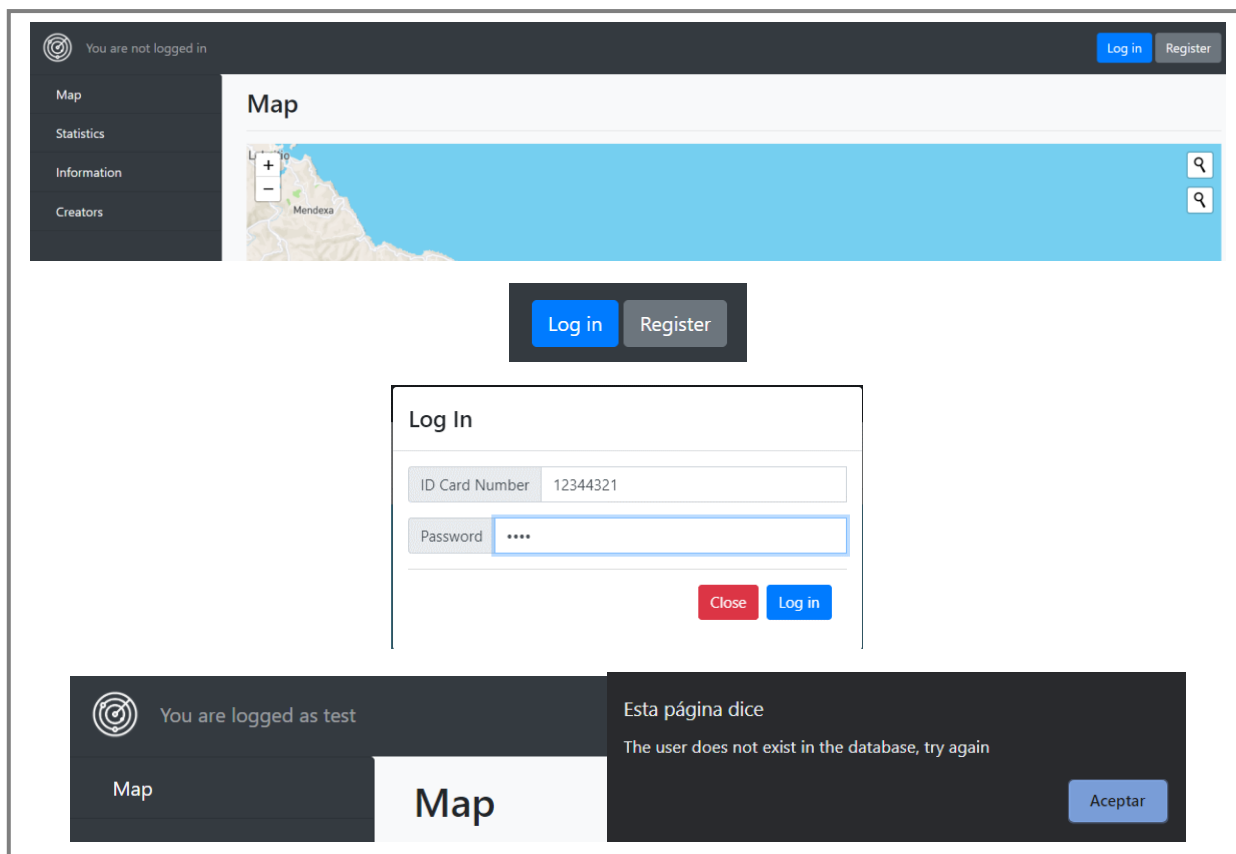 You are not logged in
Log in Register
Map
Statistics
Information
Creators
Map
+
−
Mendexa
Log in Register
Log In
ID Card Number 12344321
Password ••••
Close Log in
You are logged as test
Map
Map
Esta página dice
The user does not exist in the database, try again
Aceptar